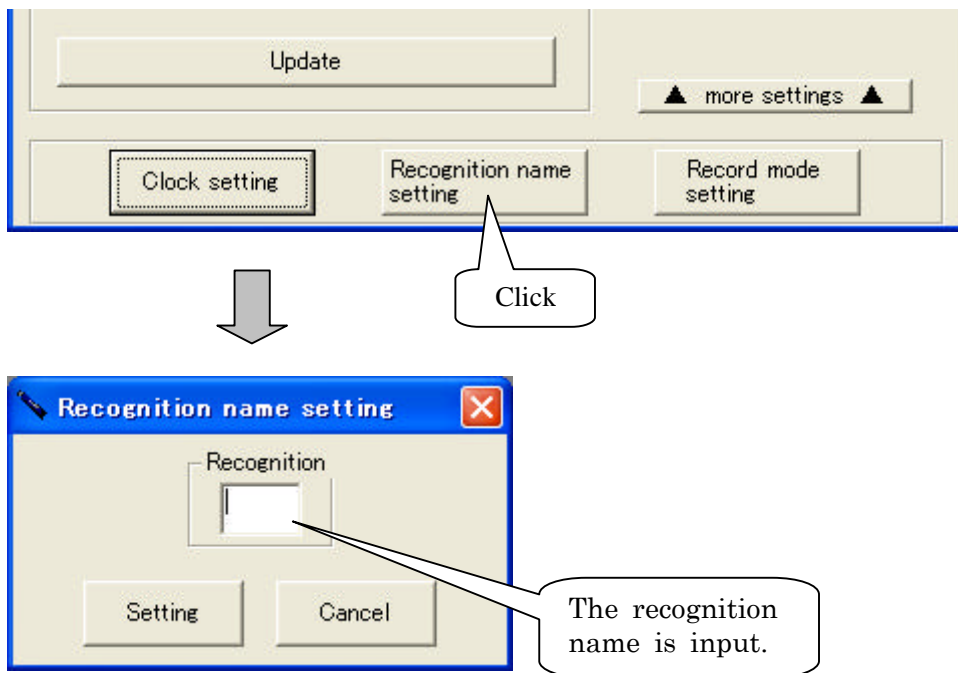 Update
▲ more settings ▲
Clock setting
Recognition name
setting
Record mode
setting
Click
Recognition name setting
Recognition
Setting
Cancel
The recognition
name is input.